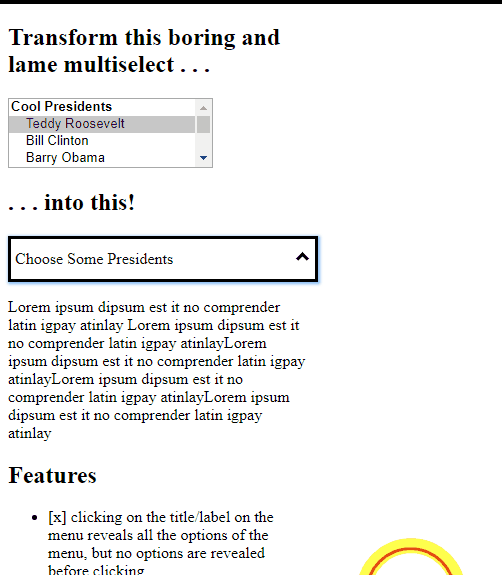 Transform this boring and
lame multiselect . . .
Cool Presidents
Teddy Roosevelt
Bill Clinton
Barry Obama
. . . into this!
Choose Some Presidents
Lorem ipsum dipsum est it no comprender
latin igpay atinlay Lorem ipsum dipsum est it
no comprender latin igpay atinlayLorem
ipsum dipsum est it no comprender latin igpay
atinlayLorem ipsum dipsum est it no
comprender latin igpay atinlayLorem ipsum
dipsum est it no comprender latin igpay
atinlay
Features
[x] clicking on the title/label on the
menu reveals all the options of the
menu, but no options are revealed
before clicking